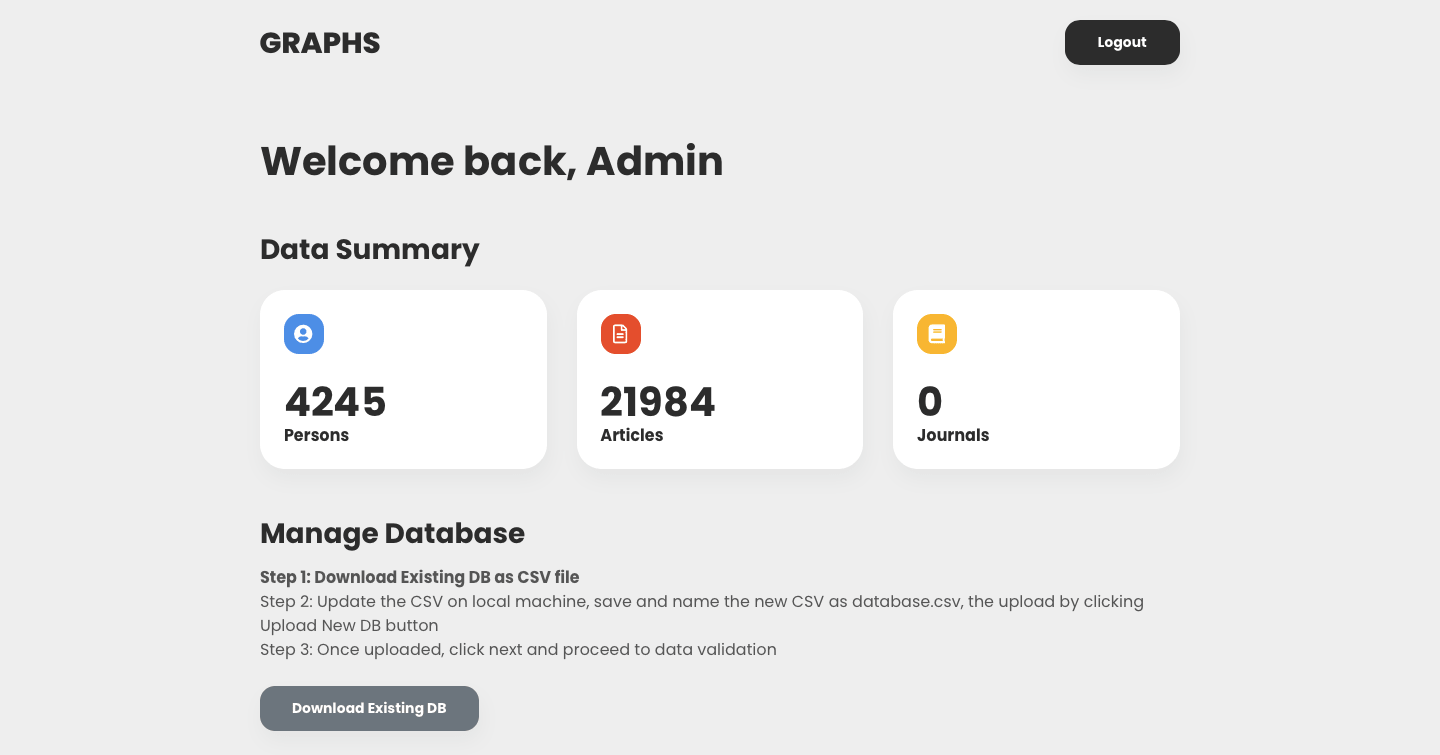 GRAPHS
Logout
Welcome back, Admin
Data Summary
4245
Persons
21984
Articles
0
Journals
Manage Database
Step 1: Download Existing DB as CSV file
Step 2: Update the CSV on local machine, save and name the new CSV as database.csv, the upload by clicking
Upload New DB button
Step 3: Once uploaded, click next and proceed to data validation
Download Existing DB